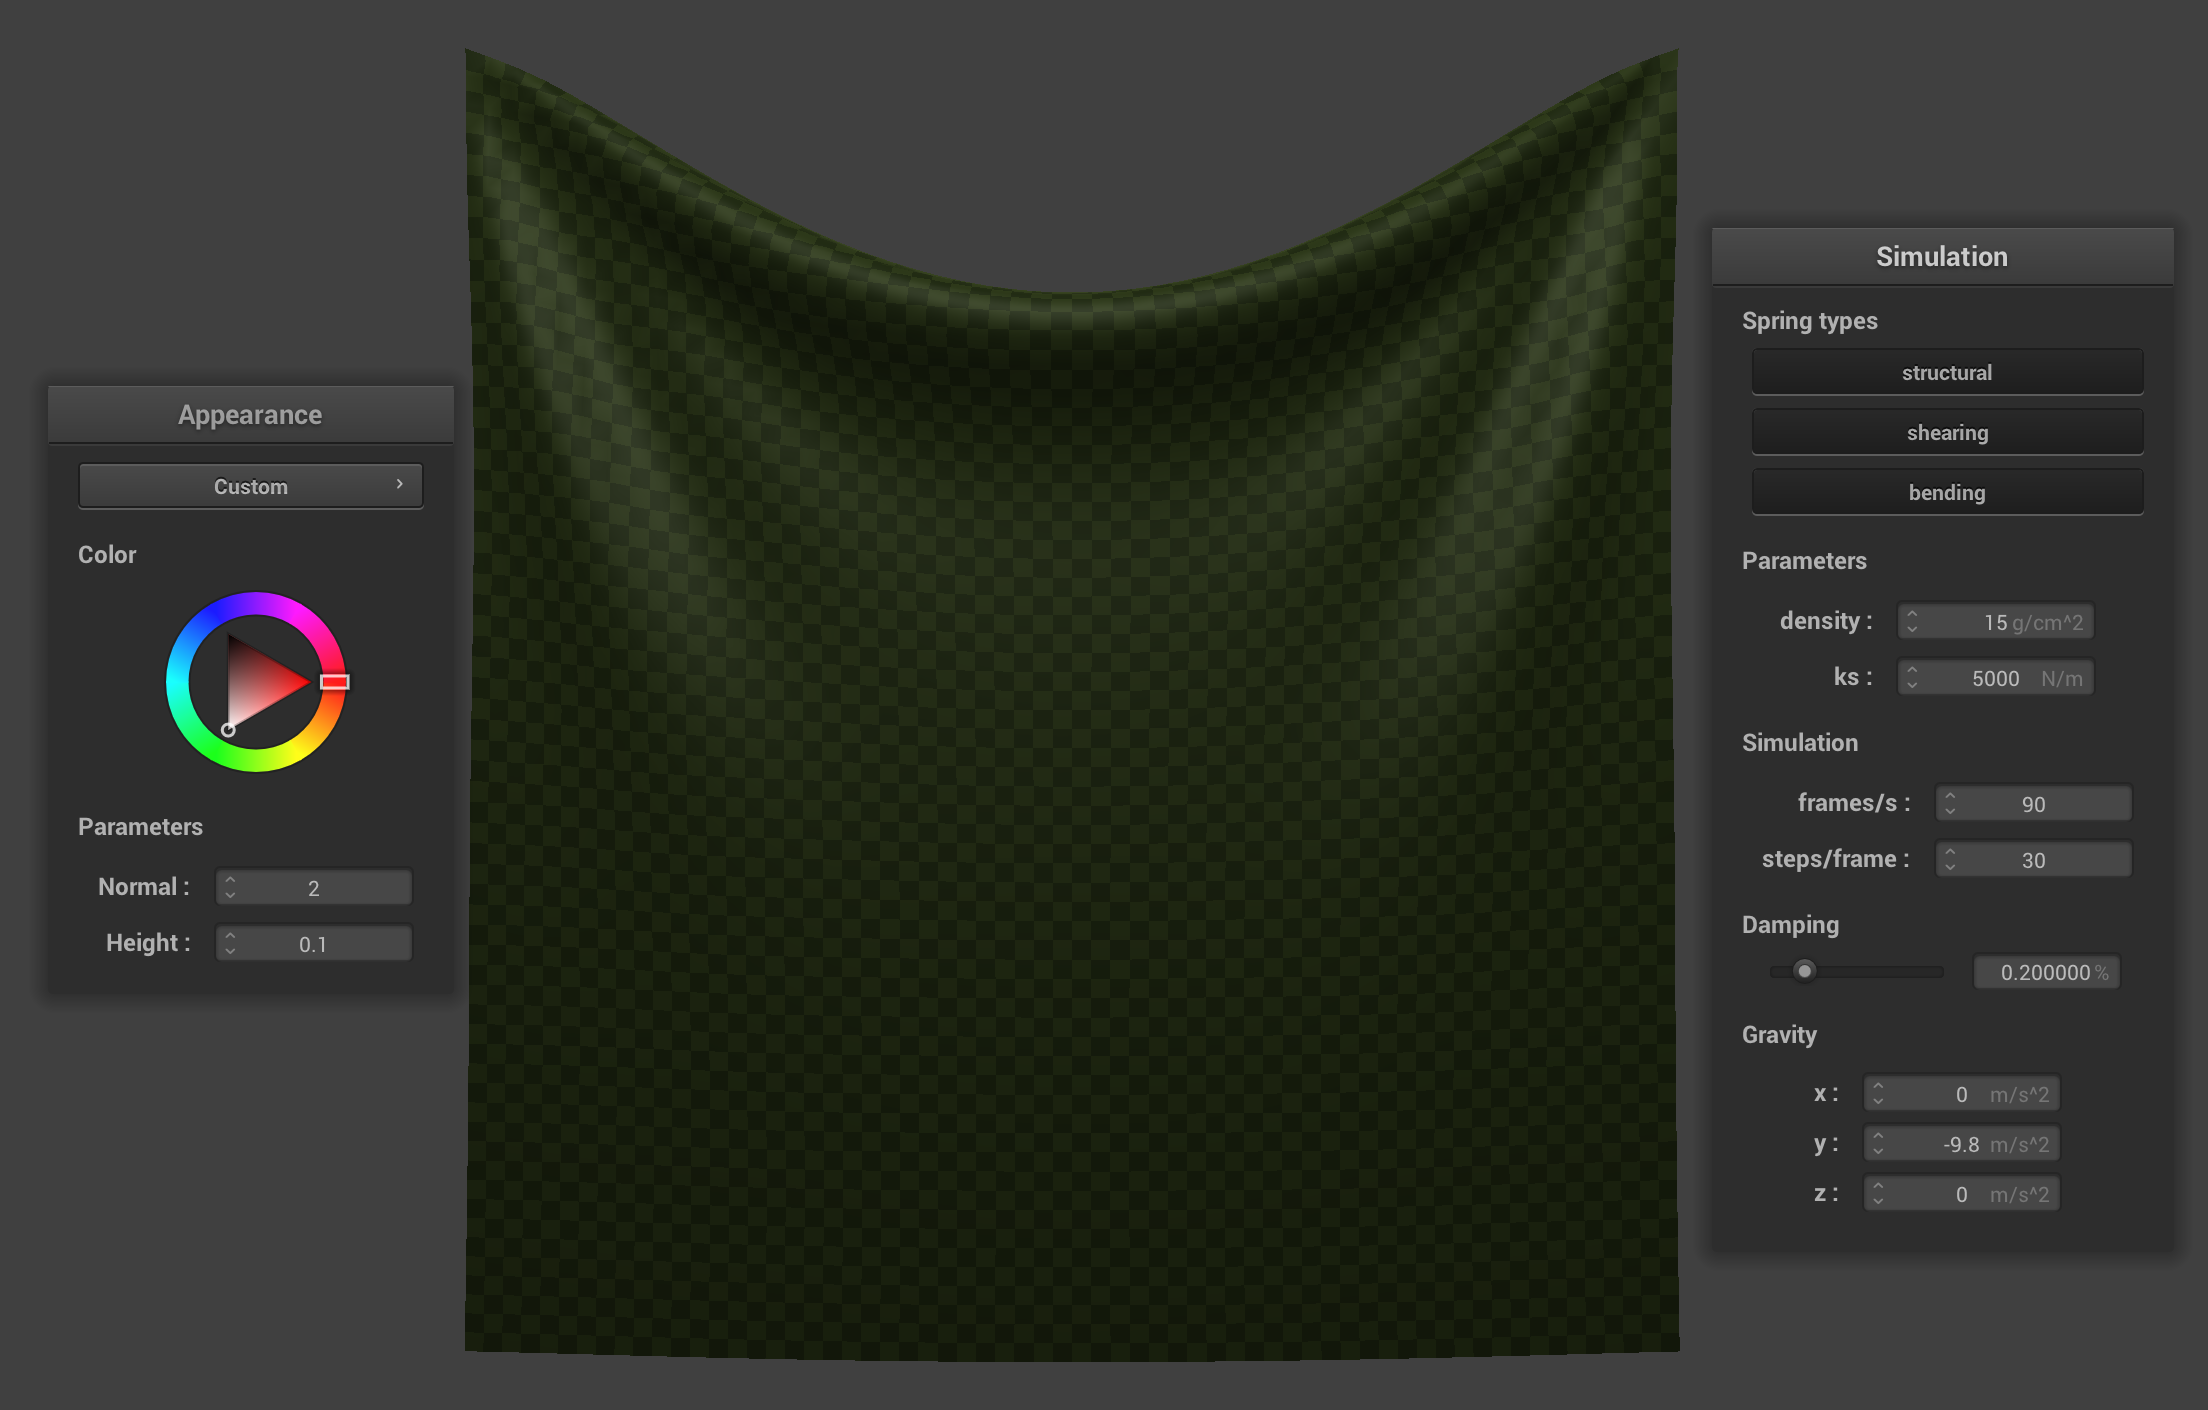 Appearance
Custom
Color
Parameters
Normal : 2
Height : 0.1
Simulation
Spring types
structural
shearing
bending
Parameters
density : 15 g/cm^2
ks : 5000 N/m
Simulation
frames/s : 90
steps/frame : 30
Damping
0.200000 %
Gravity
x : 0 m/s^2
y : -9.8 m/s^2
z : 0 m/s^2